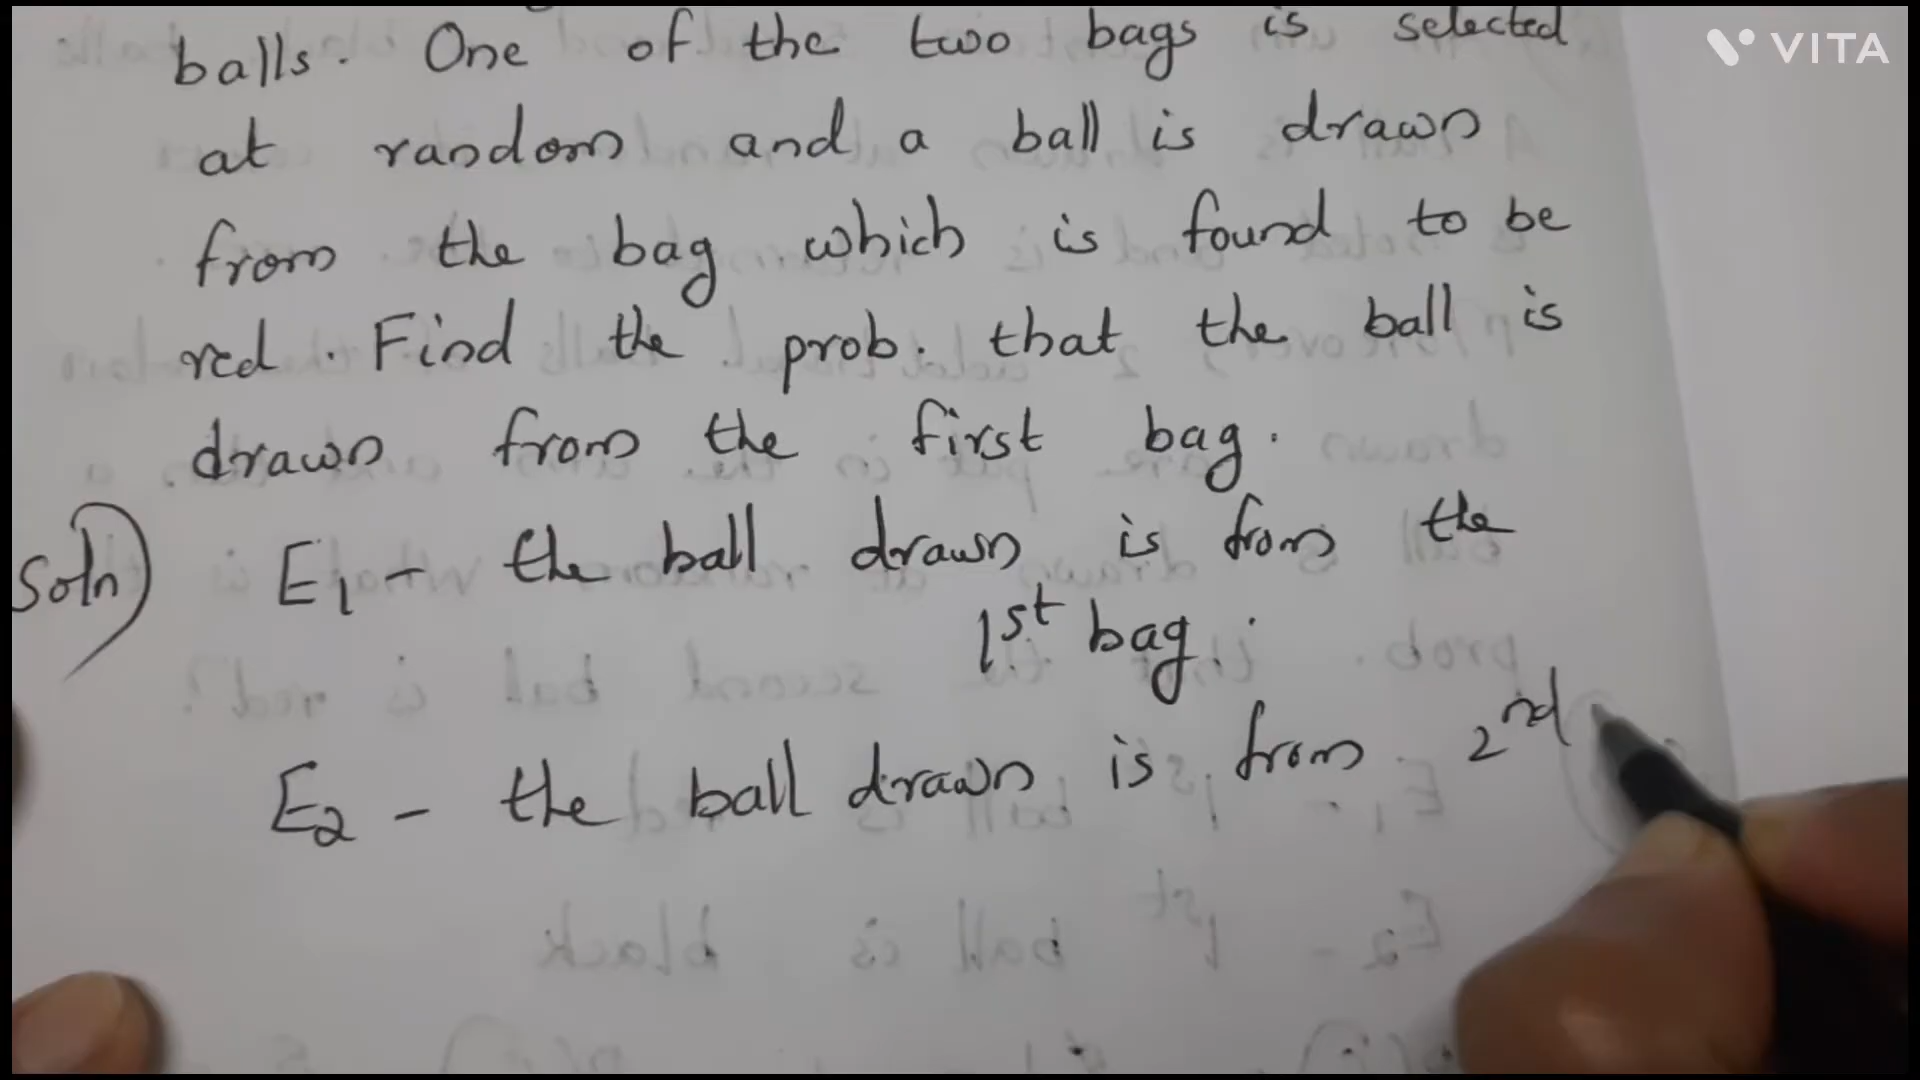 balls. One of the two bags is selected
VITA
at random and a ball is drawn
from the bag which is found to be
red. Find the prob. that the ball is
drawn from the first bag.
Soln) E1 - the ball drawn is from the
1st bag.
E2 - the ball drawn is from 2nd